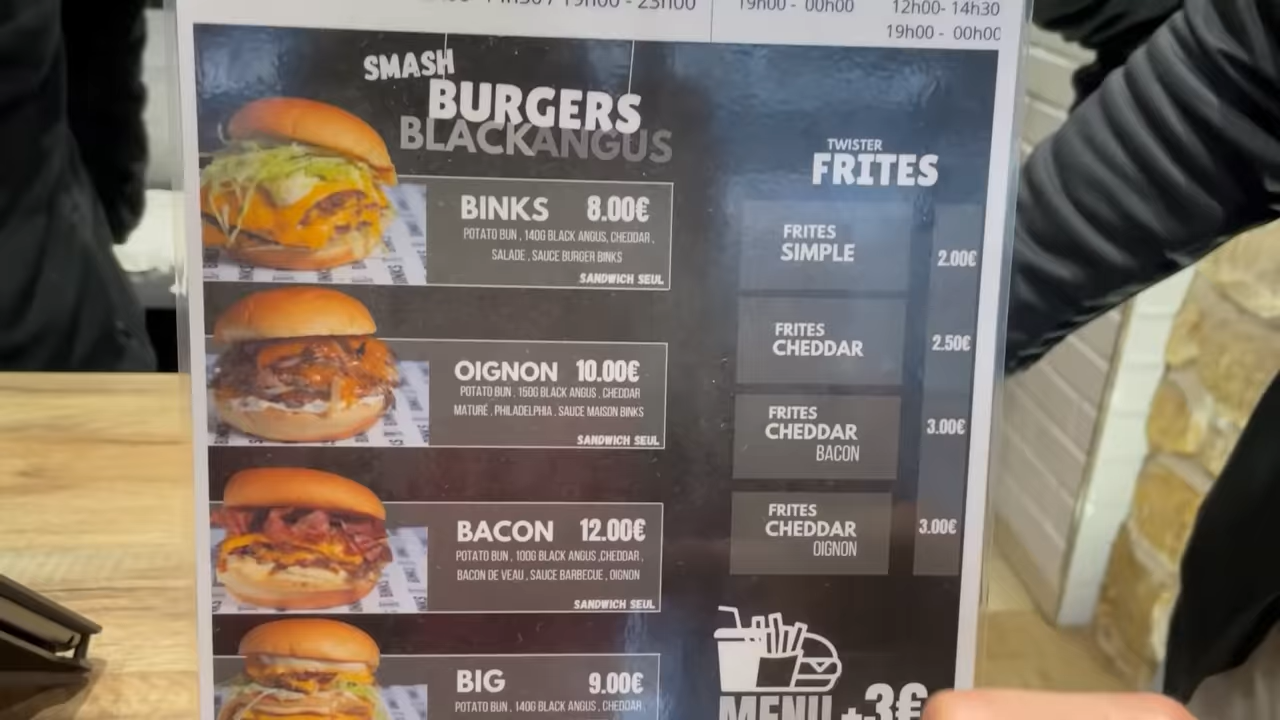 14h30 / 19h00 - 23h00
19h00 - 00h00
12h00- 14h30
19h00 - 00h00
SMASH
BURGERS
BLACKANGUS
BINKS 8.00€
POTATO BUN , 140G BLACK ANGUS, CHEDDAR ,
SALADE , SAUCE BURGER BINKS
SANDWICH SEUL
OIGNON 10.00€
POTATO BUN , 150G BLACK ANGUS , CHEDDAR
MATURÉ , PHILADELPHIA , SAUCE MAISON BINKS
SANDWICH SEUL
BACON 12.00€
POTATO BUN , 100G BLACK ANGUS ,CHEDDAR ,
BACON DE VEAU , SAUCE BARBECUE , OIGNON
SANDWICH SEUL
BIG 9.00€
POTATO BUN , 140G BLACK ANGUS, CHEDDAR,
TWISTER
FRITES
FRITES
SIMPLE 2.00€
FRITES
CHEDDAR 2.50€
FRITES
CHEDDAR 3.00€
BACON
FRITES
CHEDDAR 3.00€
OIGNON
MENU +3€